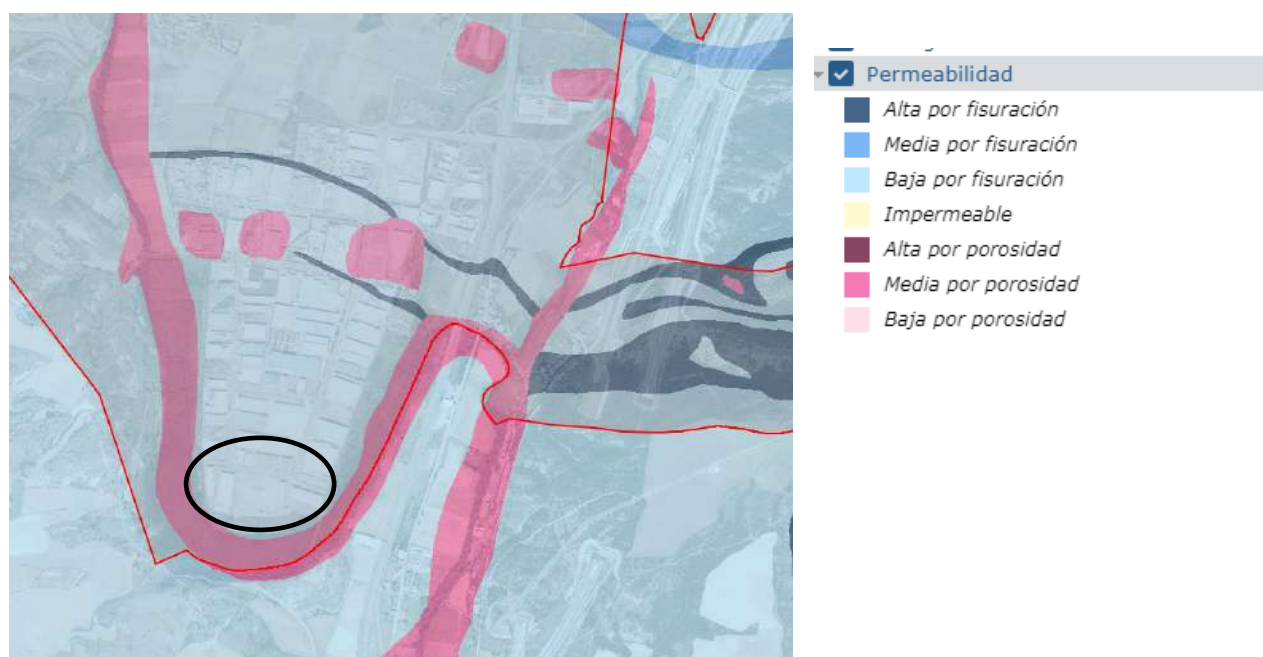 Permeabilidad
Alta por fisuración
Media por fisuración
Baja por fisuración
Impermeable
Alta por porosidad
Media por porosidad
Baja por porosidad